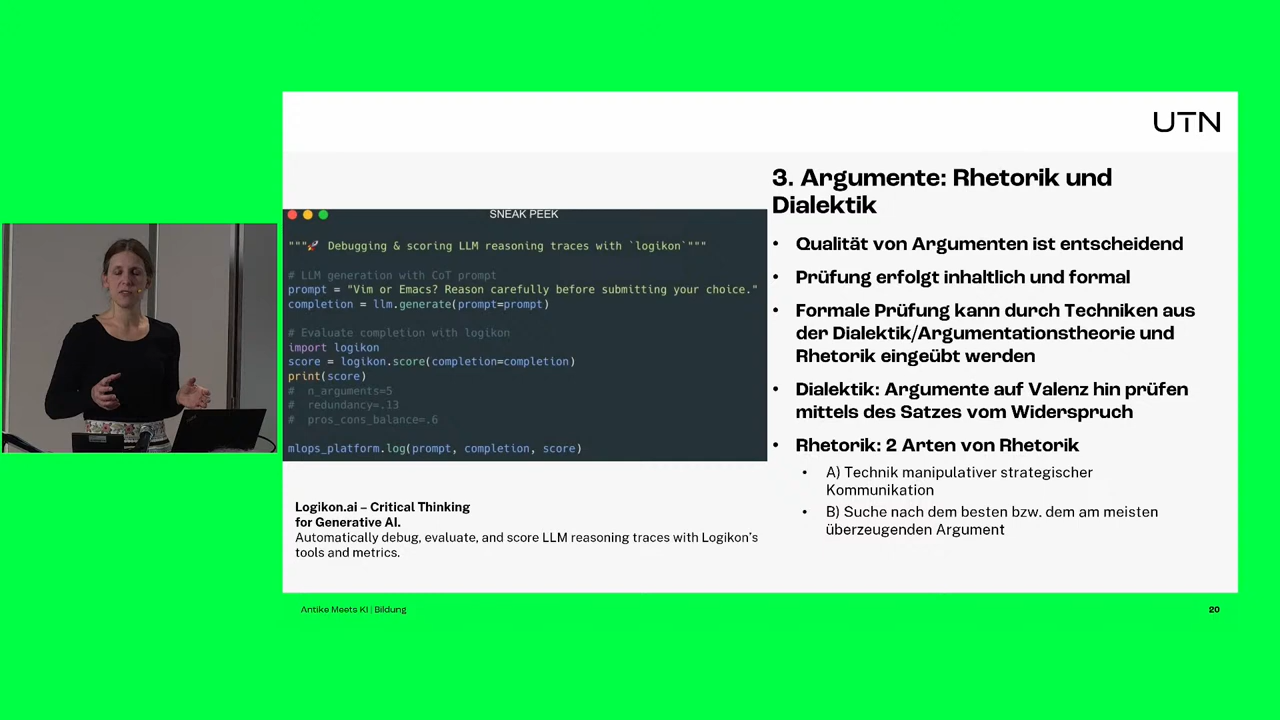 UTN
3. Argumente: Rhetorik und
Dialektik
• Qualität von Argumenten ist entscheidend
• Prüfung erfolgt inhaltlich und formal
• Formale Prüfung kann durch Techniken aus
der Dialektik/Argumentationstheorie und
Rhetorik eingeübt werden
• Dialektik: Argumente auf Valenz hin prüfen
mittels des Satzes vom Widerspruch
• Rhetorik: 2 Arten von Rhetorik
• A) Technik manipulativer strategischer
Kommunikation
• B) Suche nach dem besten bzw. dem am meisten
überzeugenden Argument
SNEAK PEEK
"""🚀 Debugging & scoring LLM reasoning traces with `logikon`"""
# LLM generation with CoT prompt
prompt = "Vim or Emacs? Reason carefully before submitting your choice."
completion = llm.generate(prompt=prompt)
# Evaluate completion with logikon
import logikon
score = logikon.score(completion=completion)
print(score)
#  n_arguments=5
#  redundancy=.13
#  pros_cons_balance=.6
mlops_platform.log(prompt, completion, score)
Logikon.ai – Critical Thinking
for Generative AI.
Automatically debug, evaluate, and score LLM reasoning traces with Logikon's
tools and metrics.
Antike Meets KI | Bildung
20